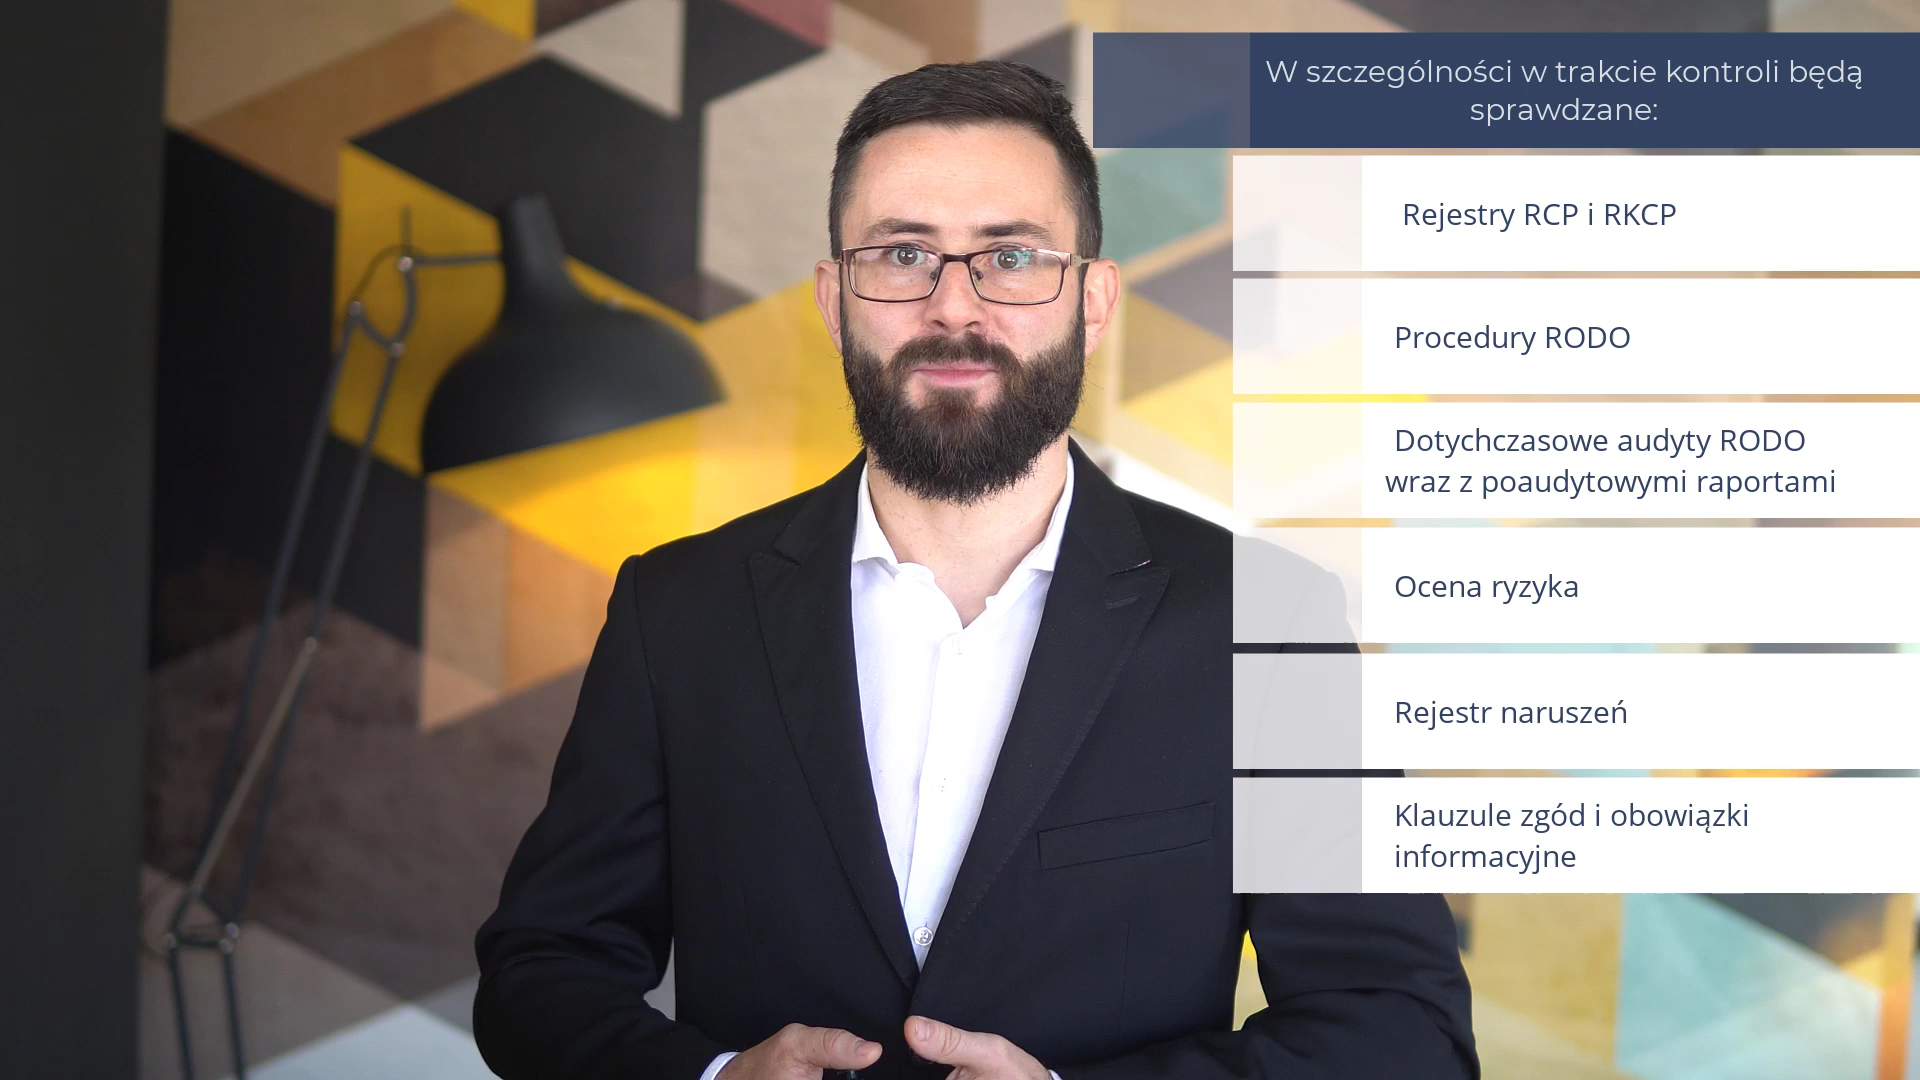 W szczególności w trakcie kontroli będą
sprawdzane:
Rejestry RCP i RKCP
Procedury RODO
Dotychczasowe audyty RODO
wraz z poaudytowymi raportami
Ocena ryzyka
Rejestr naruszeń
Klauzule zgód i obowiązki
informacyjne